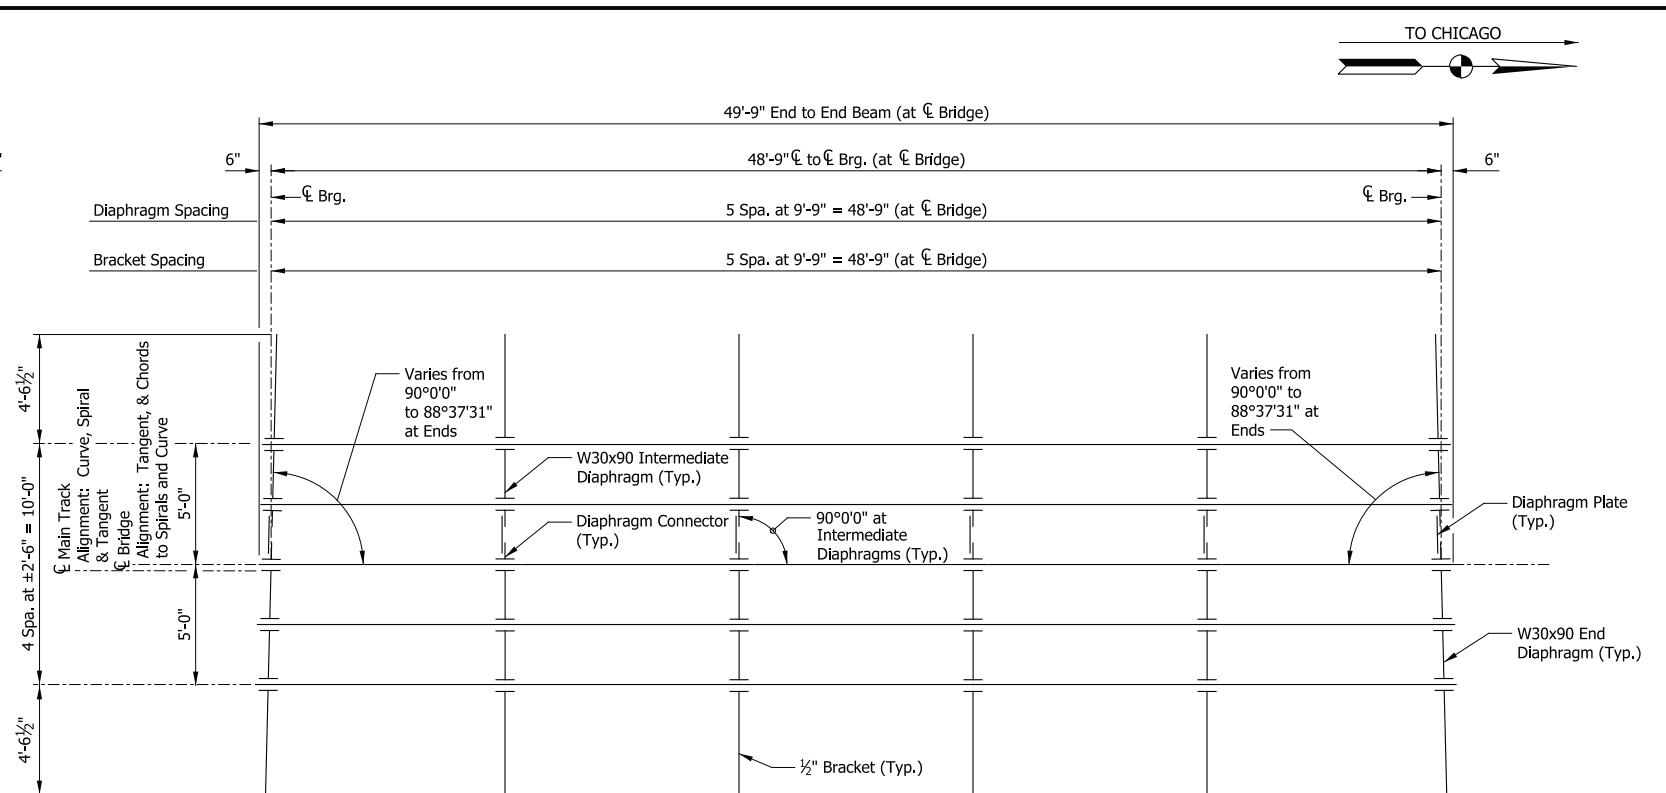 TO CHICAGO
49'-9" End to End Beam (at ℄ Bridge)
6"
48'-9" ℄ to ℄ Brg. (at ℄ Bridge)
6"
℄ Brg.
℄ Brg.
Diaphragm Spacing
5 Spa. at 9'-9" = 48'-9" (at ℄ Bridge)
Bracket Spacing
5 Spa. at 9'-9" = 48'-9" (at ℄ Bridge)
4'-6½"
4 Spa. at ±2'-6" = 10'-0"
4'-6½"
℄ Main Track
Alignment: Curve, Spiral
& Tangent
℄ Bridge
Alignment: Tangent, & Chords
to Spirals and Curve
5'-0"
5'-0"
Varies from
90°0'0"
to 88°37'31"
at Ends
W30x90 Intermediate
Diaphragm (Typ.)
Diaphragm Connector
(Typ.)
90°0'0" at
Intermediate
Diaphragms (Typ.)
½" Bracket (Typ.)
Varies from
90°0'0" to
88°37'31" at
Ends
Diaphragm Plate
(Typ.)
W30x90 End
Diaphragm (Typ.)